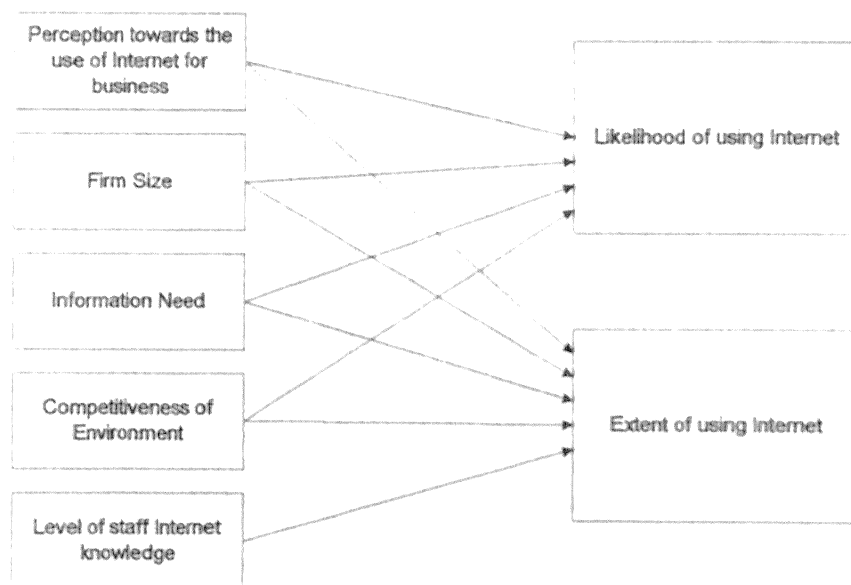 Perception towards the
use of Internet for
business
Firm Size
Information Need
Competitiveness of
Environment
Level of staff Internet
knowledge
Likelihood of using Internet
Extent of using Internet